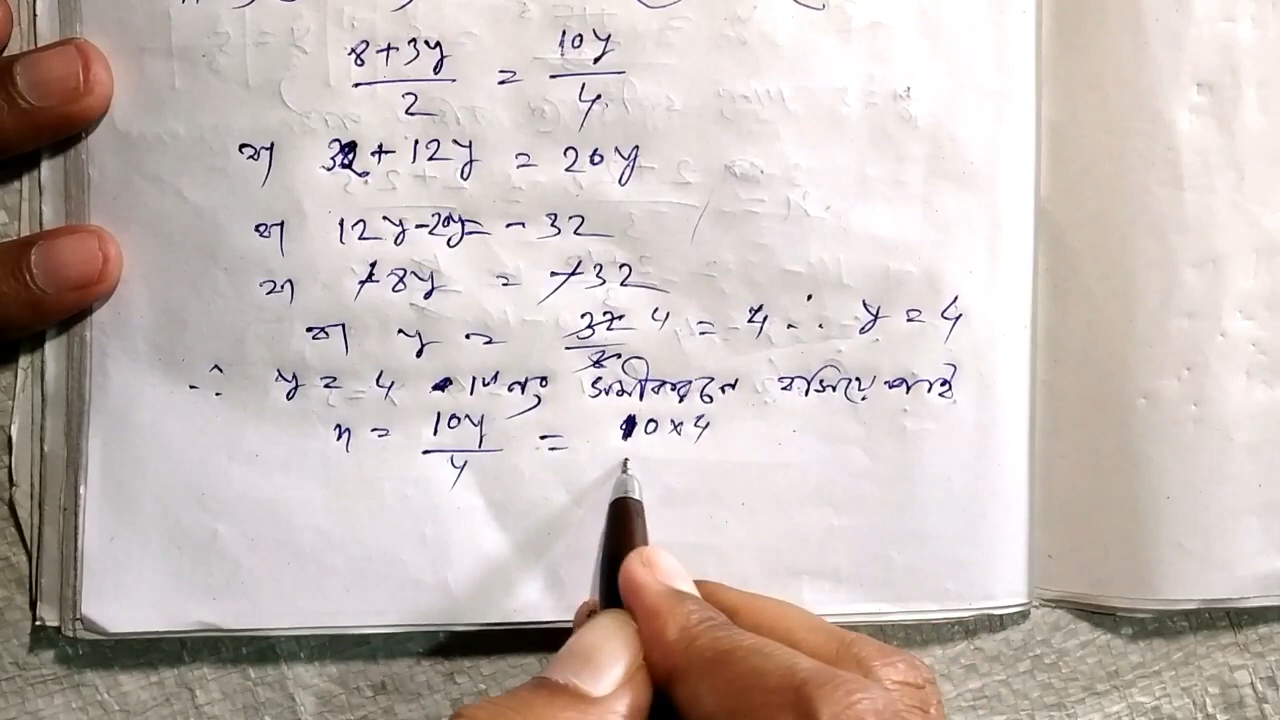 8+3y/2 = 10y/4
বা 32 + 12y = 20y
বা 12y-20y = -32
বা -8y = -32
বা y = 32/8 4 = 4 ∴ y = 4
∴ y = 4 সমীকরণে বসিয়ে পাই
x = 10y/4 = 10×4